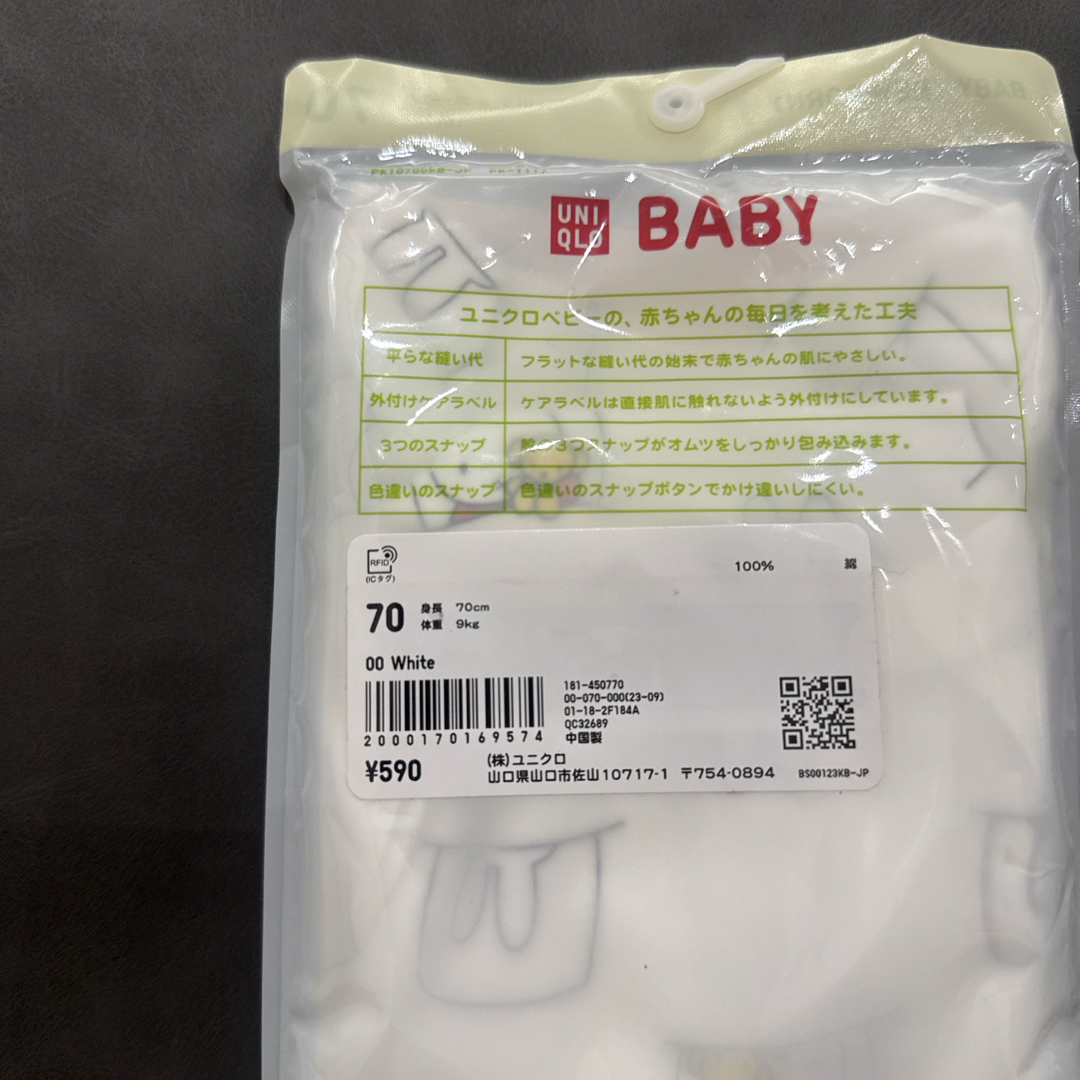 UNI
QLO
BABY
ユニクロベビーの、赤ちゃんの毎日を考えた工夫
平らな縫い代 フラットな縫い代の始末で赤ちゃんの肌にやさしい。
外付けケアラベル ケアラベルは直接肌に触れないよう外付けにしています。
3つのスナップ 股の3つスナップがオムツをしっかり包み込みます。
色違いのスナップ 色違いのスナップボタンでかけ違いしにくい。
RFID
(ICタグ)
100% 綿
70 身長 70cm
体重 9kg
00 White
181-450770
00-070-000(23-09)
01-18-2F184A
QC32689
中国製
2000170169574
¥590
(株)ユニクロ
山口県山口市佐山10717-1 〒754-0894
BS00123KB-JP